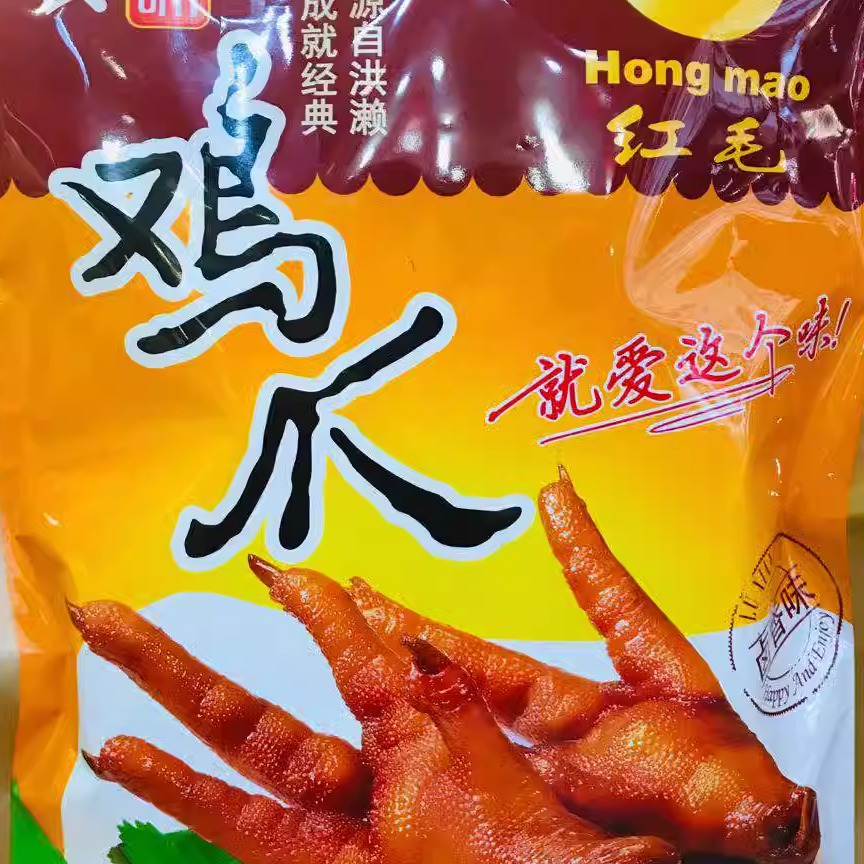 源自洪濑
成就经典
Hong mao
红毛
鸡爪
就爱这个味!
卤香味
Happy And Enjoy